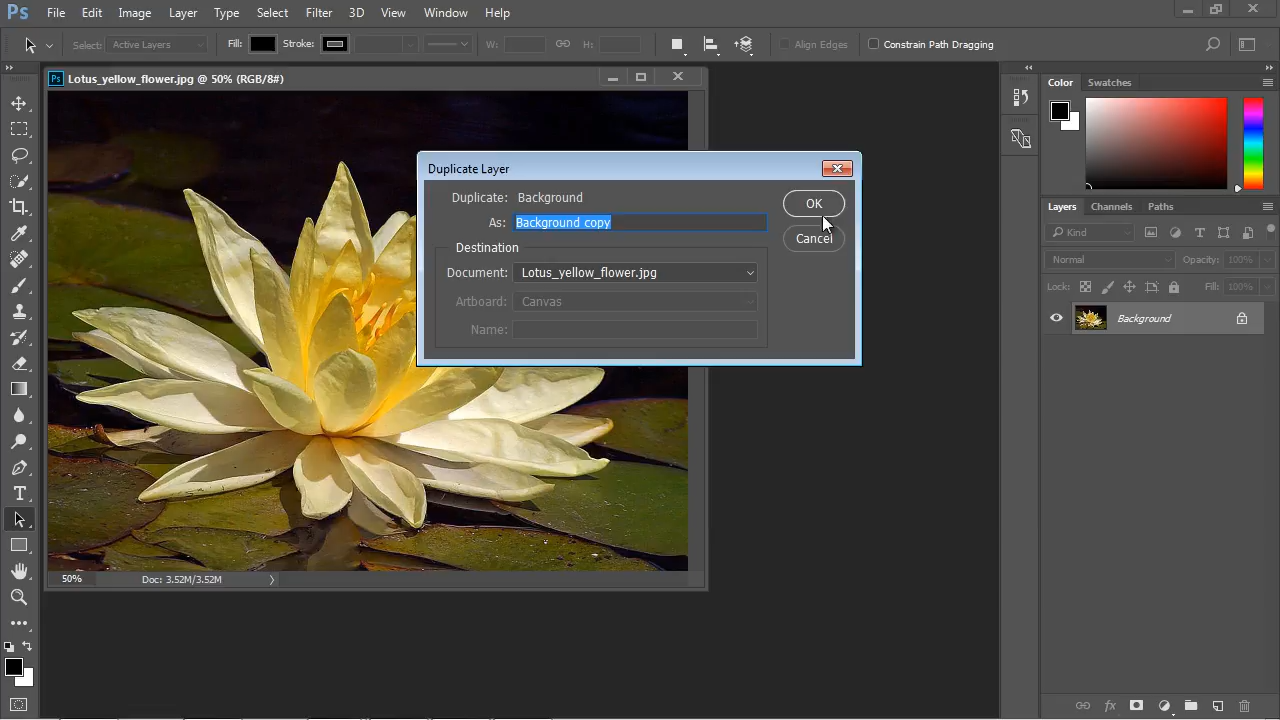 Ps File Edit Image Layer Type Select Filter 3D View Window Help
Select: Active Layers Fill: Stroke: W: H: Align Edges Constrain Path Dragging
Ps Lotus_yellow_flower.jpg @ 50% (RGB/8#)
Color Swatches
Duplicate Layer
Duplicate: Background
As: Background copy
OK
Cancel
Destination
Document: Lotus_yellow_flower.jpg
Artboard: Canvas
Name:
Layers Channels Paths
Kind
Normal Opacity: 100%
Lock: Fill: 100%
Background
50% Doc: 3.52M/3.52M
T
fx